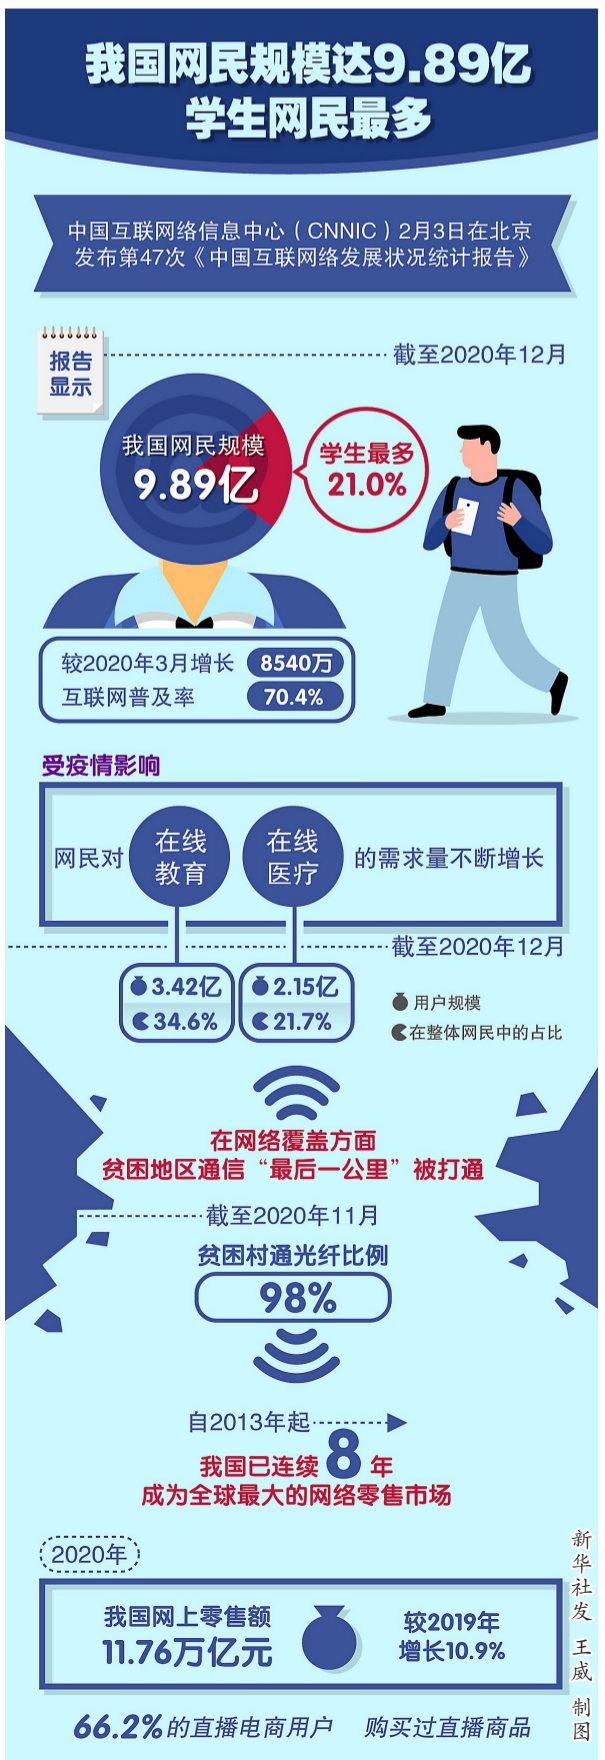 我国网民规模达9.89亿
学生网民最多
中国互联网络信息中心（CNNIC）2月3日在北京
发布第47次《中国互联网络发展状况统计报告》
报告
显示
截至2020年12月
我国网民规模
9.89亿
学生最多
21.0%
较2020年3月增长 8540万
互联网普及率 70.4%
受疫情影响
网民对
在线
教育
在线
医疗
的需求量不断增长
截至2020年12月
3.42亿
34.6%
2.15亿
21.7%
用户规模
在整体网民中的占比
在网络覆盖方面
贫困地区通信“最后一公里”被打通
截至2020年11月
贫困村通光纤比例
98%
自2013年起
我国已连续8年
成为全球最大的网络零售市场
2020年
我国网上零售额
11.76万亿元
较2019年
增长10.9%
66.2%的直播电商用户 购买过直播商品
新华社发 王威 制图